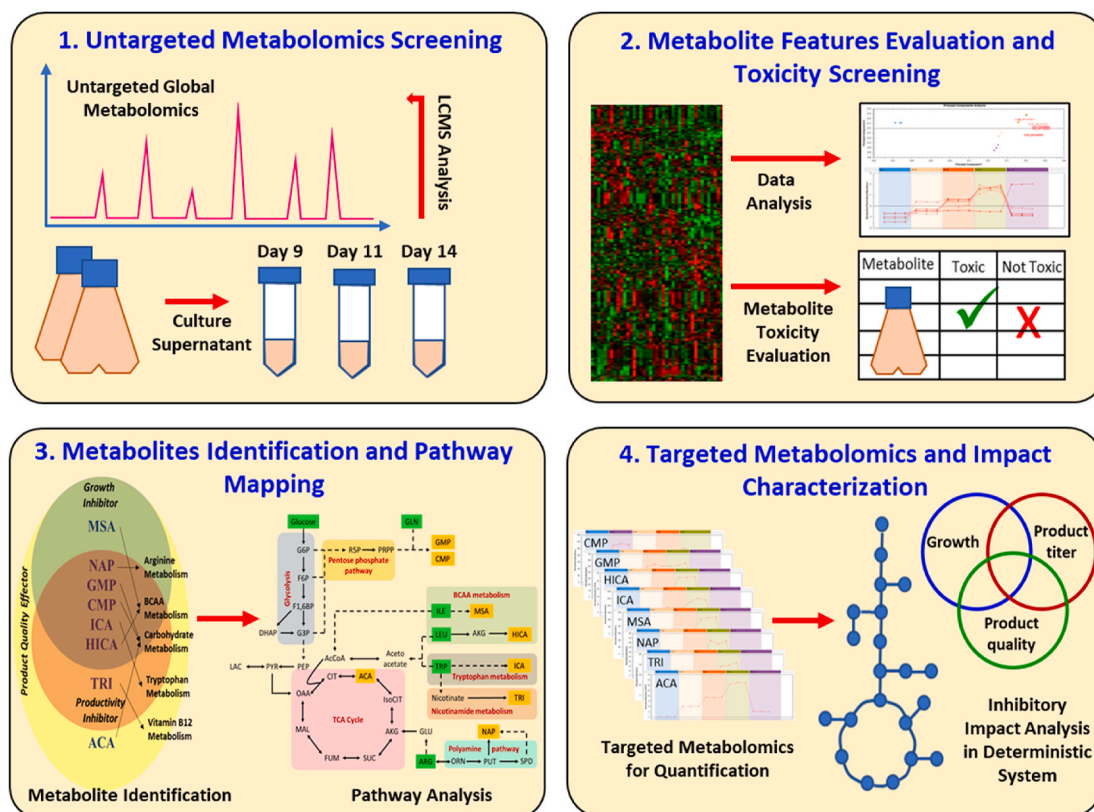 1. Untargeted Metabolomics Screening
Untargeted Global
Metabolomics
LCMS Analysis
Day 9
Day 11
Day 14
Culture
Supernatant
2. Metabolite Features Evaluation and
Toxicity Screening
Data
Analysis
Metabolite
Toxicity
Evaluation
Metabolite
Toxic
Not Toxic
X
3. Metabolites Identification and Pathway
Mapping
Product Quality Effector
Growth
Inhibitor
MSA
NAP
GMP
CMP
ICA
HICA
TRI
Productivity
Inhibitor
ACA
Arginine
Metabolism
BCAA
Metabolism
Carbohydrate
Metabolism
Tryptophan
Metabolism
Vitamin B12
Metabolism
Metabolite Identification
Glucose
GLN
G6P
R5P
PRPP
GMP
CMP
Pentose phosphate
pathway
Glycolysis
F6P
F1,6BP
DHAP
G3P
BCAA metabolism
ILE
MSA
LEU
AKG
HICA
LAC
PYR
PEP
AcCoA
Aceto
acetate
TRP
ICA
Tryptophan metabolism
Nicotinate
TRI
Nicotinamide metabolism
OAA
CIT
ACA
IsoCIT
TCA Cycle
MAL
AKG
GLU
FUM
SUC
NAP
Polyamine
pathway
ARG
ORN
PUT
SPD
Pathway Analysis
4. Targeted Metabolomics and Impact
Characterization
CMP
GMP
HICA
ICA
MSA
NAP
TRI
ACA
Targeted Metabolomics
for Quantification
Growth
Product
titer
Product
quality
Inhibitory
Impact Analysis
in Deterministic
System